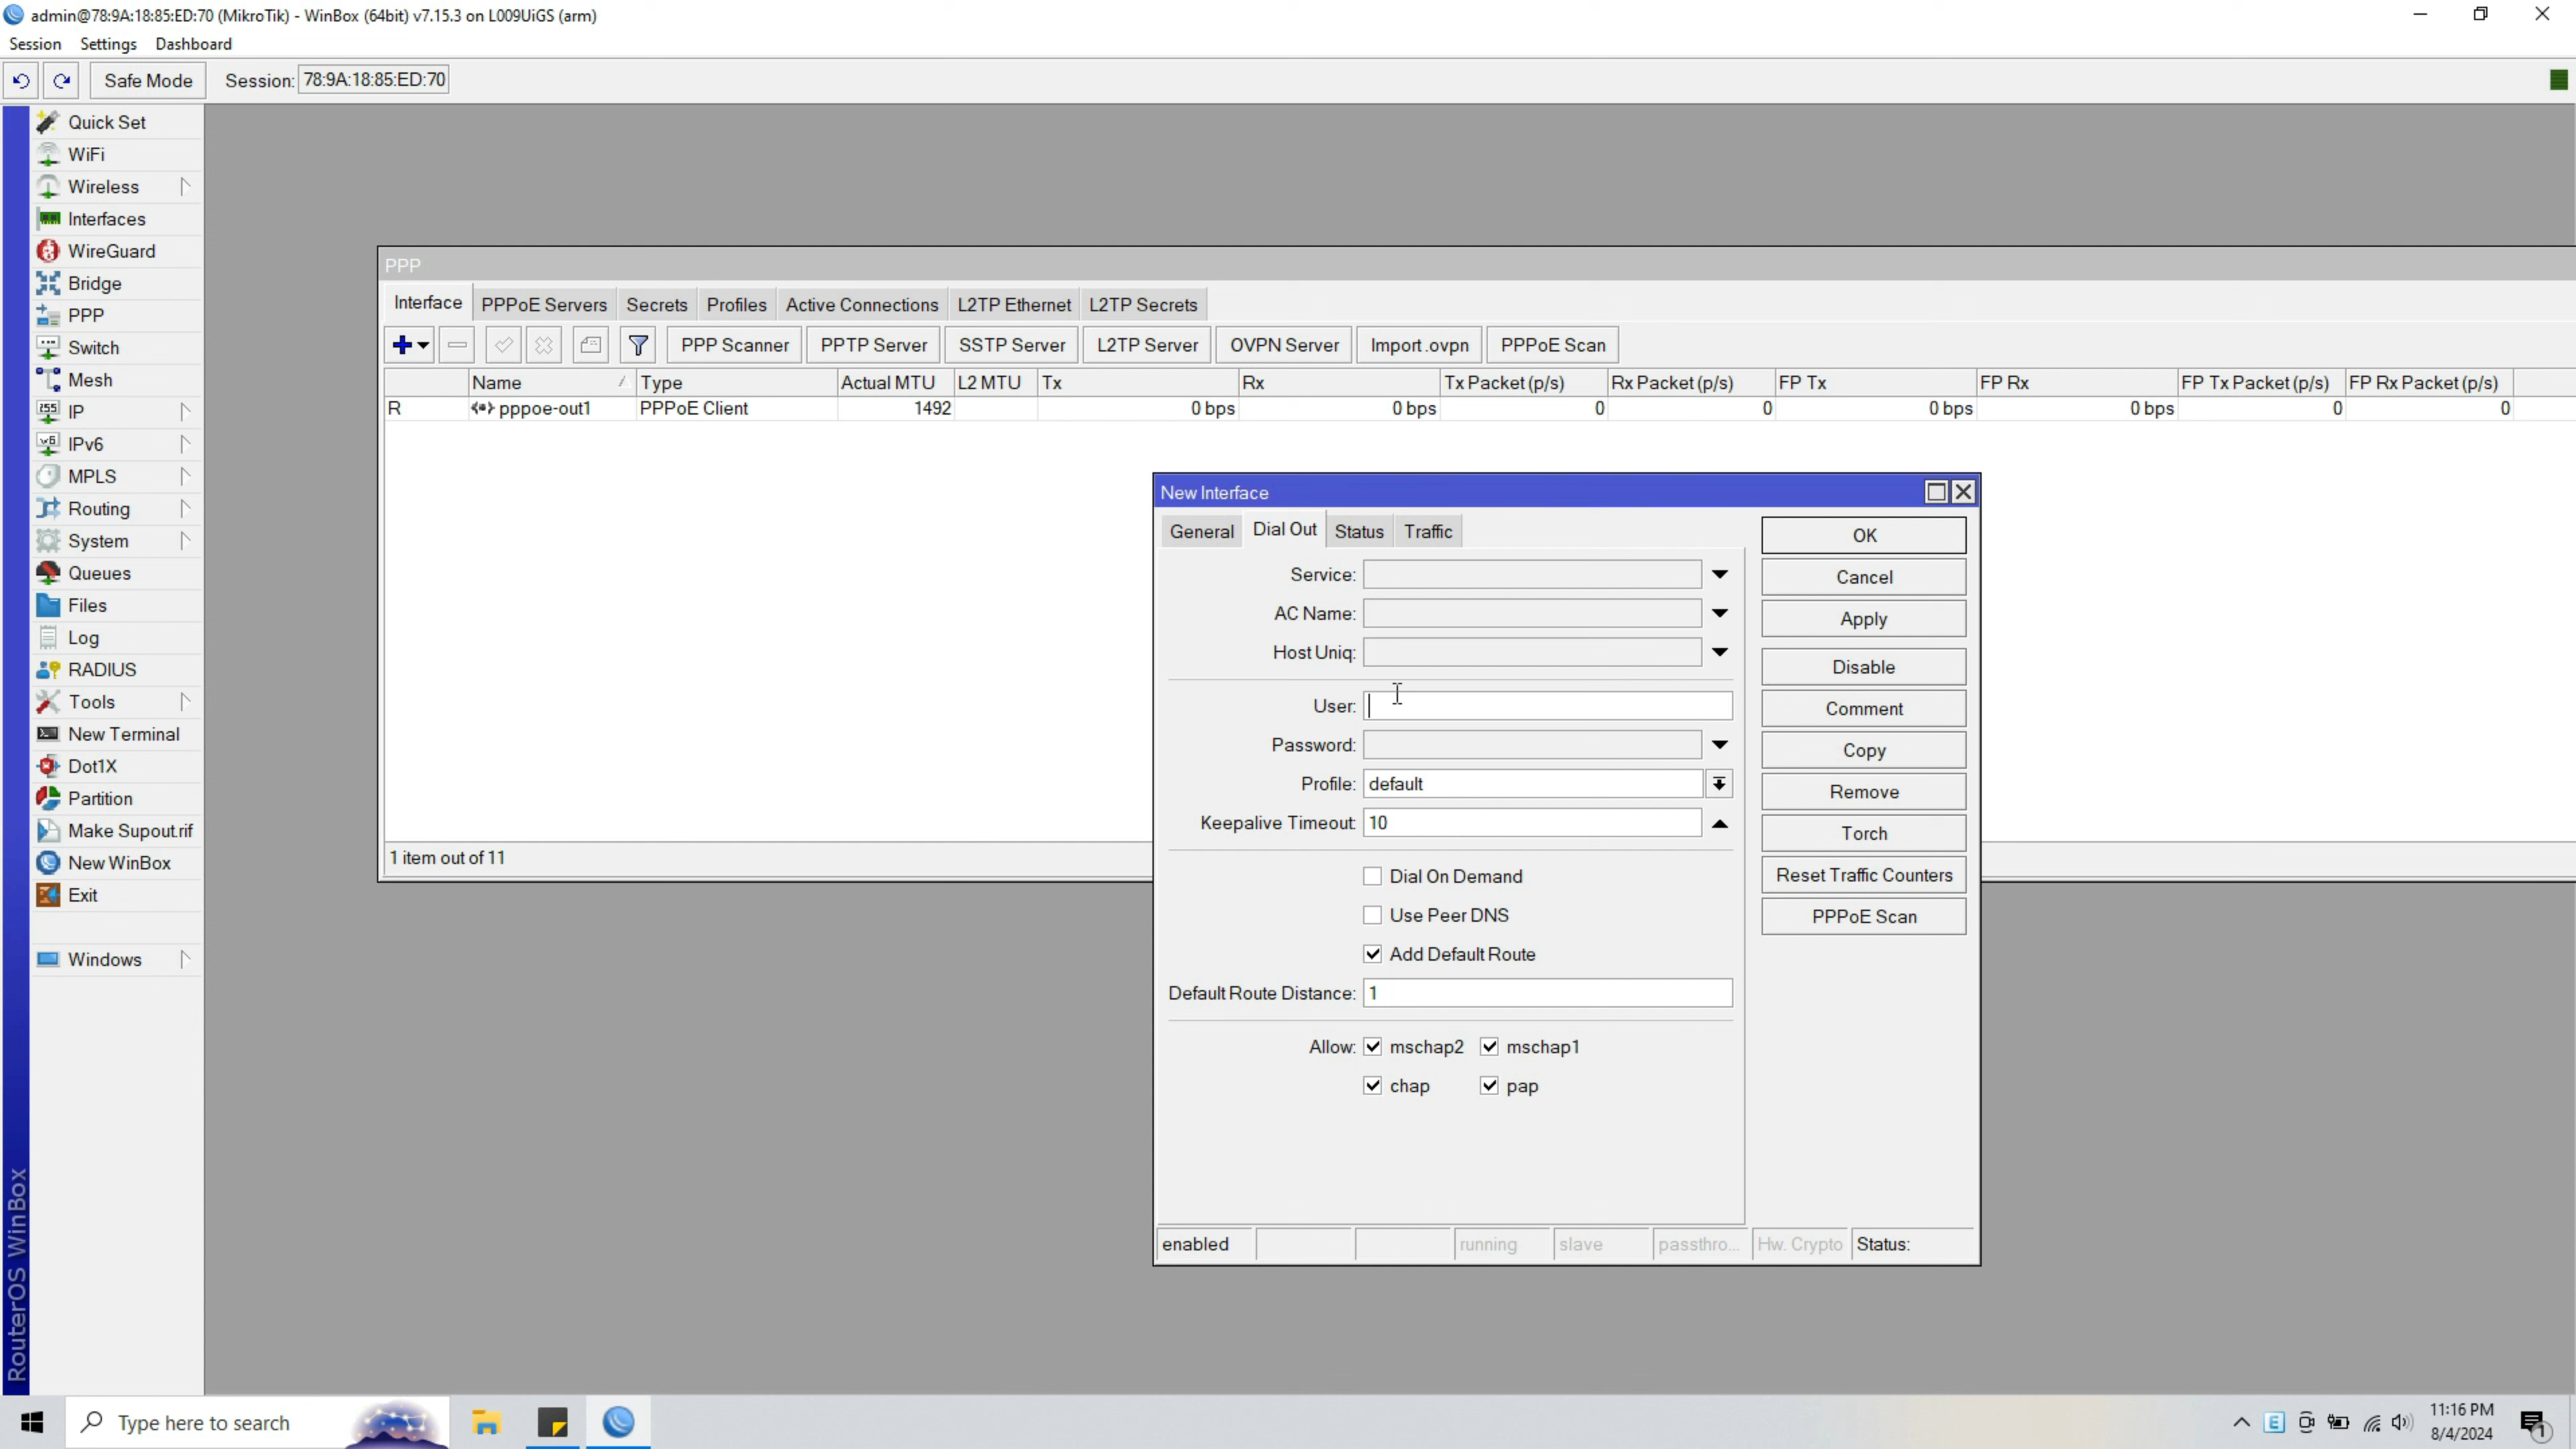 admin@78:9A:18:85:ED:70 (MikroTik) - WinBox (64bit) v7.15.3 on L009UiGS (arm)
Session Settings Dashboard
Safe Mode Session: 78:9A:18:85:ED:70
Quick Set
WiFi
Wireless
Interfaces
WireGuard
Bridge
PPP
Switch
Mesh
IP
IPv6
MPLS
Routing
System
Queues
Files
Log
RADIUS
Tools
New Terminal
Dot1X
Partition
Make Supout.rif
New WinBox
Exit
Windows
RouterOS WinBox
PPP
Interface PPPoE Servers Secrets Profiles Active Connections L2TP Ethernet L2TP Secrets
PPP Scanner PPTP Server SSTP Server L2TP Server OVPN Server Import .ovpn PPPoE Scan
Name Type Actual MTU L2 MTU Tx Rx Tx Packet (p/s) Rx Packet (p/s) FP Tx FP Rx FP Tx Packet (p/s) FP Rx Packet (p/s)
R pppoe-out1 PPPoE Client 1492 0 bps 0 bps 0 0 0 bps 0 bps 0 0
1 item out of 11
New Interface
General Dial Out Status Traffic
Service:
AC Name:
Host Uniq:
User:
Password:
Profile: default
Keepalive Timeout: 10
Dial On Demand
Use Peer DNS
Add Default Route
Default Route Distance: 1
Allow: mschap2 mschap1
chap pap
OK
Cancel
Apply
Disable
Comment
Copy
Remove
Torch
Reset Traffic Counters
PPPoE Scan
enabled running slave passthro... Hw. Crypto Status:
Type here to search
11:16 PM
8/4/2024
1